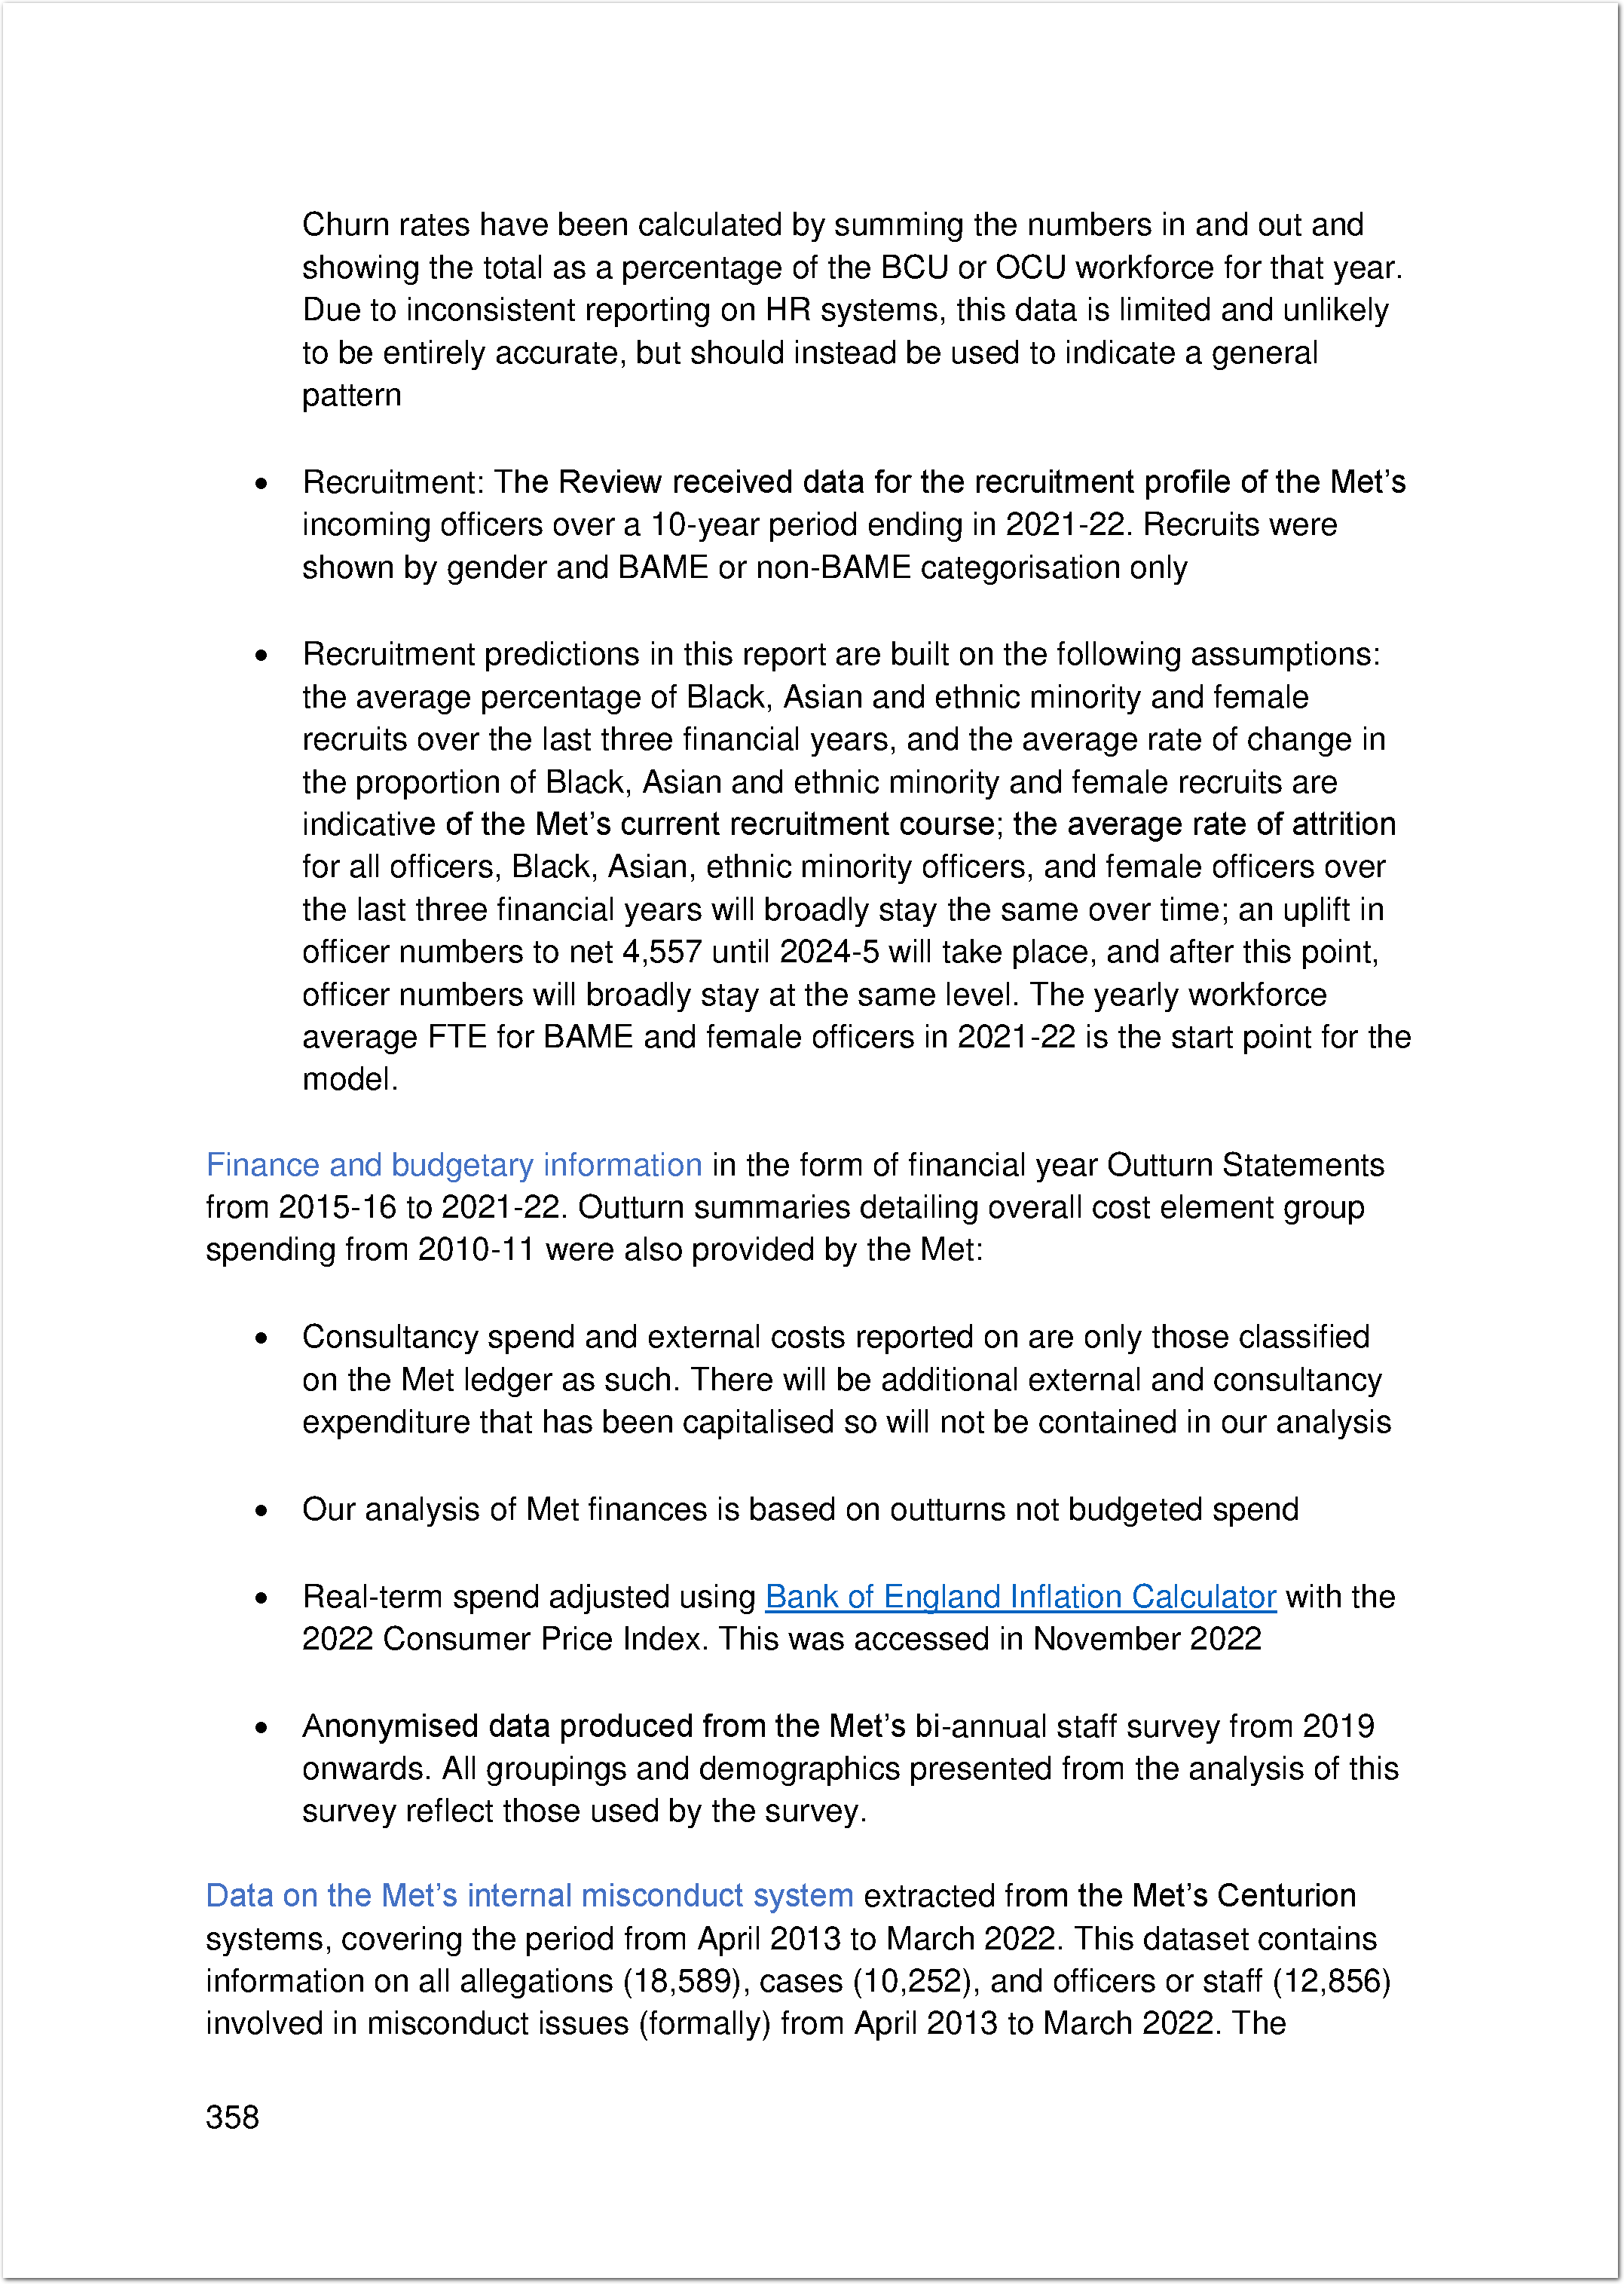 Churn rates have been calculated by summing the numbers in and out and
showing the total as a percentage of the BCU or OCU workforce for that year.
Due to inconsistent reporting on HR systems, this data is limited and unlikely
to be entirely accurate, but should instead be used to indicate a general
pattern
• Recruitment: The Review received data for the recruitment profile of the Met’s
incoming officers over a 10-year period ending in 2021-22. Recruits were
shown by gender and BAME or non-BAME categorisation only
• Recruitment predictions in this report are built on the following assumptions:
the average percentage of Black, Asian and ethnic minority and female
recruits over the last three financial years, and the average rate of change in
the proportion of Black, Asian and ethnic minority and female recruits are
indicative of the Met’s current recruitment course; the average rate of attrition
for all officers, Black, Asian, ethnic minority officers, and female officers over
the last three financial years will broadly stay the same over time; an uplift in
officer numbers to net 4,557 until 2024-5 will take place, and after this point,
officer numbers will broadly stay at the same level. The yearly workforce
average FTE for BAME and female officers in 2021-22 is the start point for the
model.
Finance and budgetary information in the form of financial year Outturn Statements
from 2015-16 to 2021-22. Outturn summaries detailing overall cost element group
spending from 2010-11 were also provided by the Met:
• Consultancy spend and external costs reported on are only those classified
on the Met ledger as such. There will be additional external and consultancy
expenditure that has been capitalised so will not be contained in our analysis
• Our analysis of Met finances is based on outturns not budgeted spend
• Real-term spend adjusted using Bank of England Inflation Calculator with the
2022 Consumer Price Index. This was accessed in November 2022
• Anonymised data produced from the Met’s bi-annual staff survey from 2019
onwards. All groupings and demographics presented from the analysis of this
survey reflect those used by the survey.
Data on the Met’s internal misconduct system extracted from the Met’s Centurion
systems, covering the period from April 2013 to March 2022. This dataset contains
information on all allegations (18,589), cases (10,252), and officers or staff (12,856)
involved in misconduct issues (formally) from April 2013 to March 2022. The
358